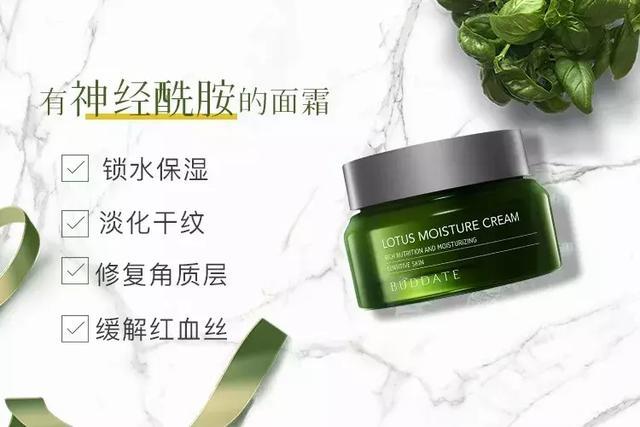 有神经酰胺的面霜
锁水保湿
淡化干纹
修复角质层
缓解红血丝
LOTUS MOISTURE CREAM
RICH NUTRITION AND MOISTURIZING
SENSITIVE SKIN
BUDDATE